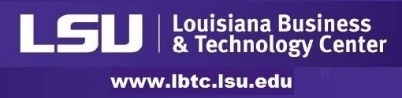 LSU | Louisiana Business
& Technology Center
www.lbtc.lsu.edu